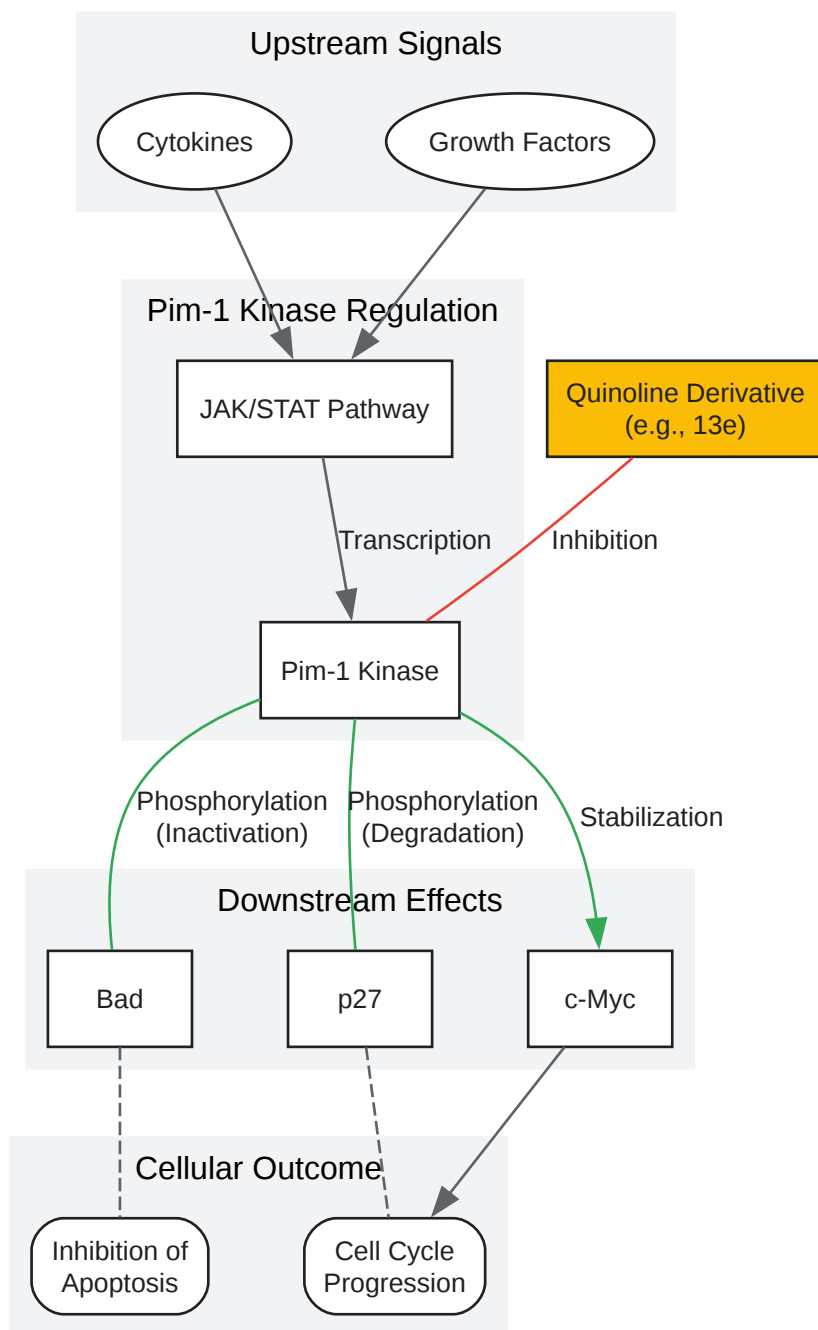 Upstream Signals
Cytokines
Growth Factors
Pim-1 Kinase Regulation
JAK/STAT Pathway
Quinoline Derivative
(e.g., 13e)
Transcription
Inhibition
Pim-1 Kinase
Phosphorylation
(Inactivation)
Phosphorylation
(Degradation)
Stabilization
Downstream Effects
Bad
p27
c-Myc
Cellular Outcome
Inhibition of
Apoptosis
Cell Cycle
Progression